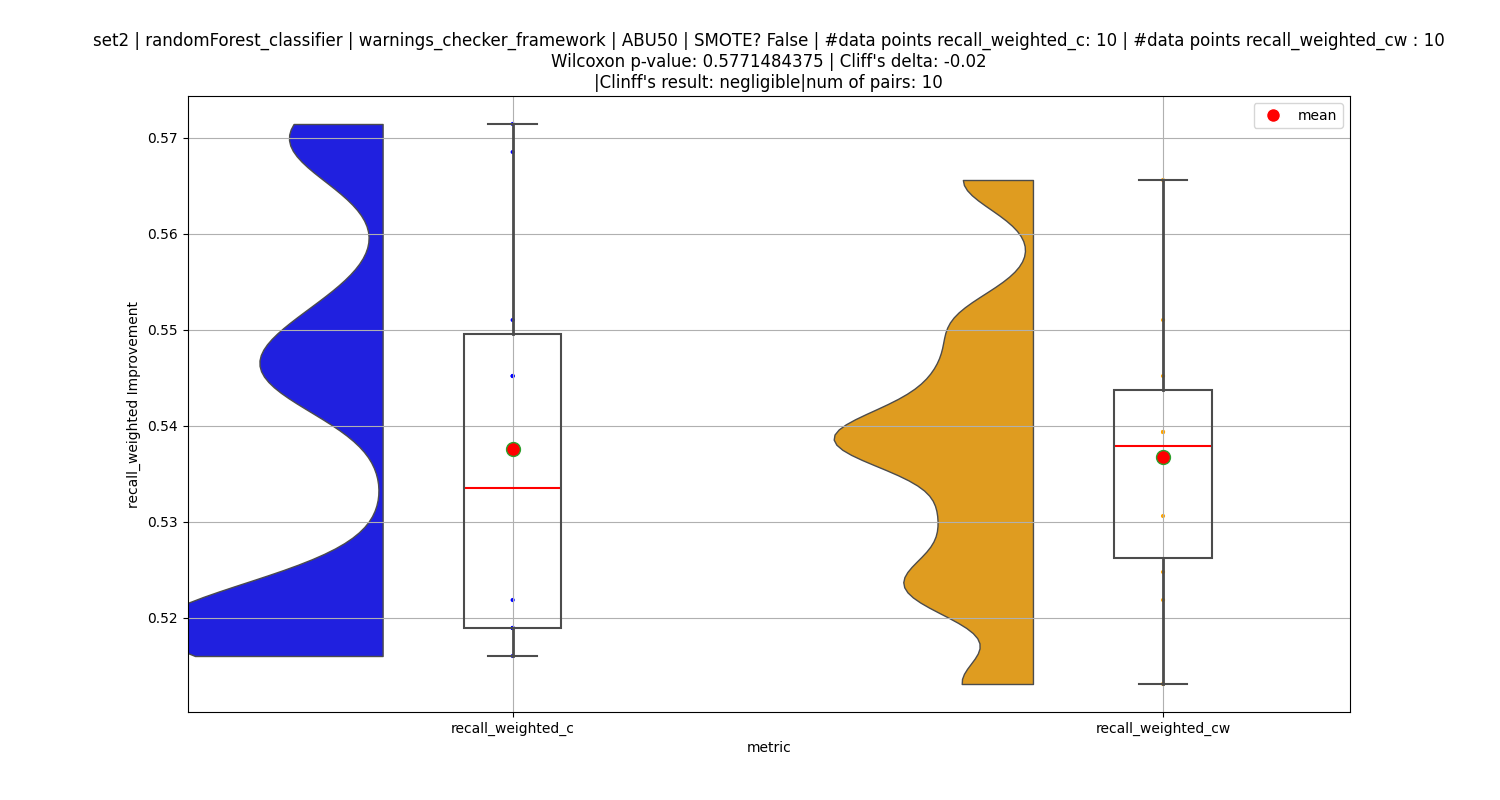 set2 | randomForest_classifier | warnings_checker_framework | ABU50 | SMOTE? False | #data points recall_weighted_c: 10 | #data points recall_weighted_cw : 10
Wilcoxon p-value: 0.5771484375 | Cliff's delta: -0.02
|Clinff's result: negligible|num of pairs: 10
mean
recall_weighted Improvement
0.57
0.56
0.55
0.54
0.53
0.52
recall_weighted_c
recall_weighted_cw
metric